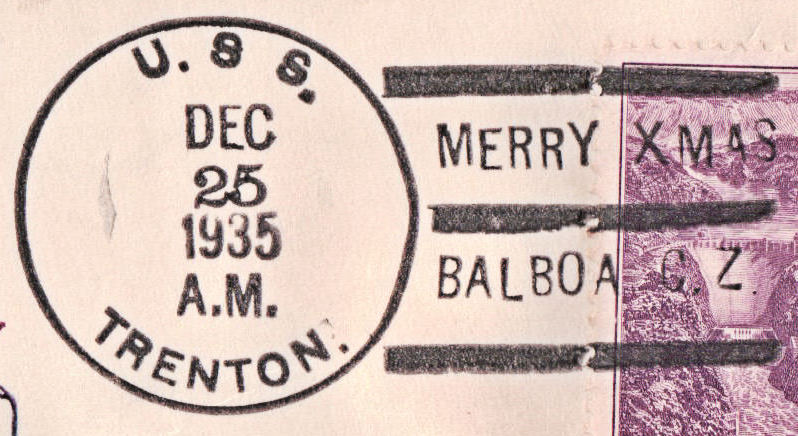 U.S S.
DEC
25
1935
A.M.
TRENTON.
MERRY XMAS
BALBOA C.Z.